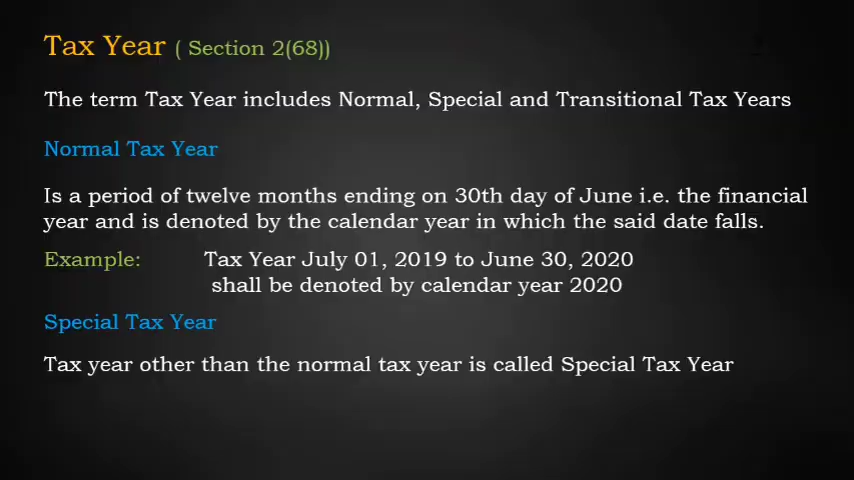 Tax Year ( Section 2(68))
The term Tax Year includes Normal, Special and Transitional Tax Years
Normal Tax Year
Is a period of twelve months ending on 30th day of June i.e. the financial
year and is denoted by the calendar year in which the said date falls.
Example: Tax Year July 01, 2019 to June 30, 2020
shall be denoted by calendar year 2020
Special Tax Year
Tax year other than the normal tax year is called Special Tax Year